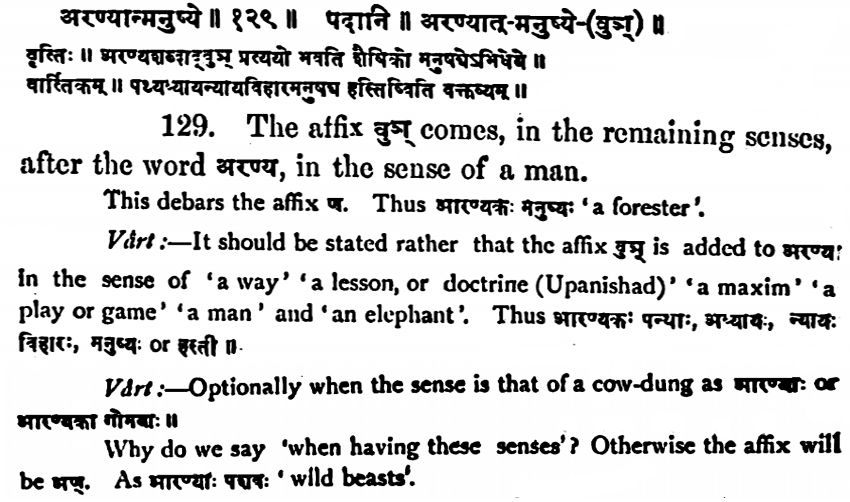 अरण्यान्मनुष्ये ॥ १२९ ॥ पदानि ॥ अरण्यात्-मनुष्ये-(वुञ्) ॥
वृत्तिः ॥ अरण्यशब्दाद्वुञ् प्रत्ययो भवति शैषिको मनुष्येऽभिधेये ॥
वार्त्तिकम् ॥ पथ्यध्यायन्यायविहारमनुष्य हस्तिष्विति वक्तव्यम् ॥
129. The affix वुञ् comes, in the remaining senses,
after the word अरण्य, in the sense of a man.
This debars the affix ण. Thus आरण्यकः मनुष्यः 'a forester'.
Vârt:—It should be stated rather that the affix वुञ् is added to अरण्य
in the sense of 'a way' 'a lesson, or doctrine (Upanishad)' 'a maxim' 'a
play or game' 'a man' and 'an elephant'. Thus आरण्यकः पन्थाः, अध्यायः, न्यायः
विहारः, मनुष्यः or हस्ती ॥
Vârt:—Optionally when the sense is that of a cow-dung as आरण्याः or
आरण्यका गोमयाः ॥
Why do we say 'when having these senses'? Otherwise the affix will
be अञ्. As आरण्याः पशवः 'wild beasts'.